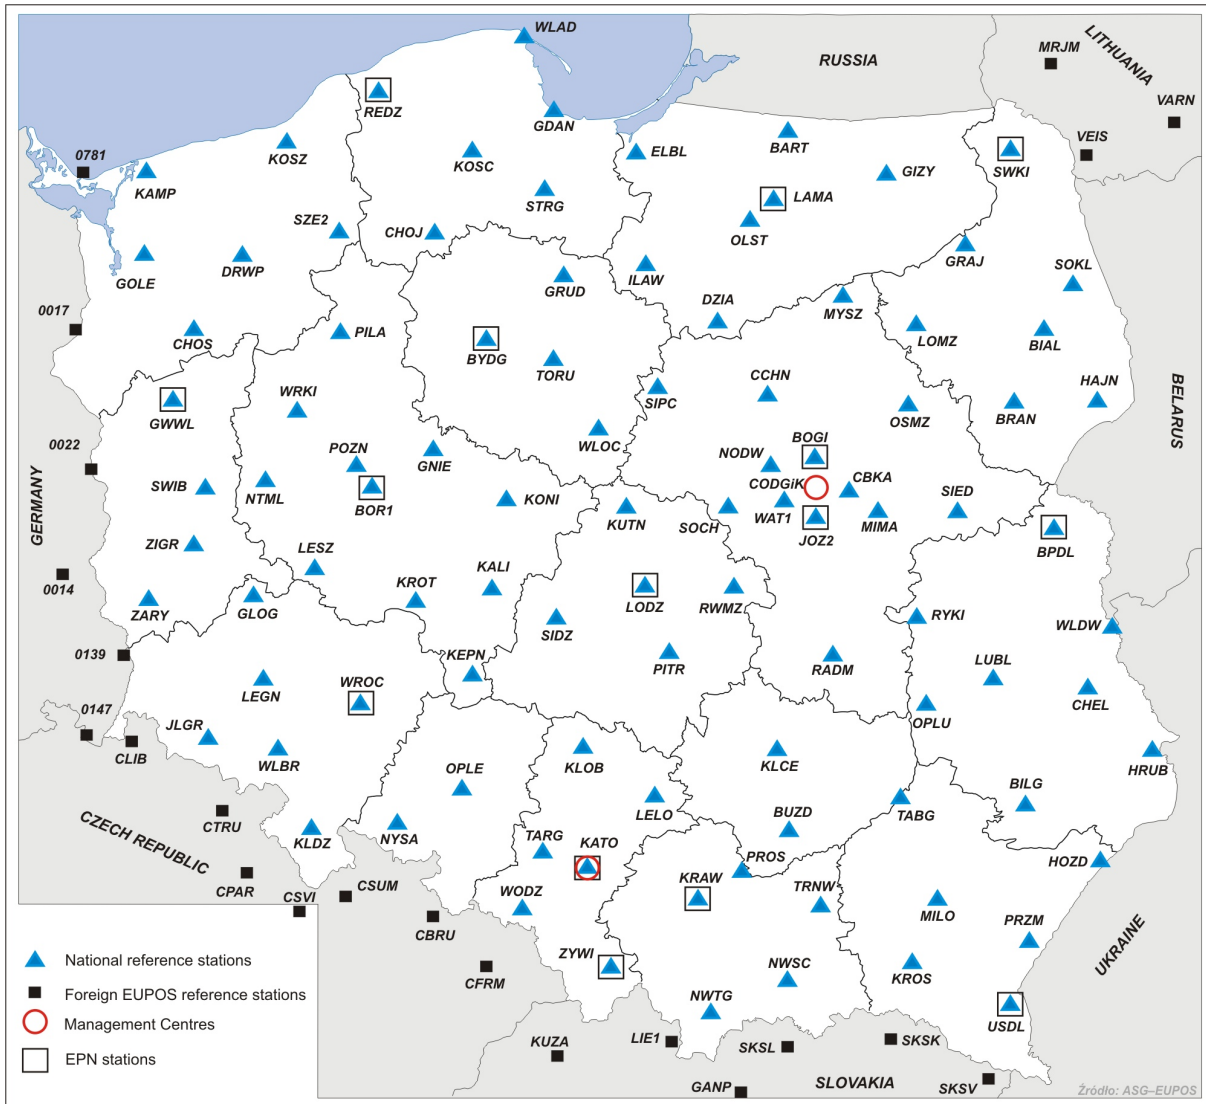 WLAD
RUSSIA
LITHUANIA
MRJM
VARN
REDZ
GDAN
VEIS
KOSZ
KOSC
ELBL
BART
GIZY
SWKI
0781
KAMP
STRG
LAMA
SZE2
CHOJ
OLST
GRAJ
SOKL
GOLE
DRWP
GRUD
ILAW
DZIA
MYSZ
0017
CHOS
PILA
BYDG
TORU
LOMZ
BIAL
GWWL
WRKI
SIPC
CCHN
OSMZ
BRAN
HAJN
BELARUS
WLOC
0022
POZN
GNIE
NODW
BOGI
GERMANY
SWIB
NTML
BOR1
KONI
KUTN
SOCH
CODGiK
WAT1
CBKA
MIMA
SIED
JOZ2
BPDL
ZIGR
LESZ
KROT
KALI
LODZ
RWMZ
0014
ZARY
GLOG
SIDZ
RYKI
WLDW
0139
KEPN
PITR
RADM
LUBL
LEGN
WROC
CHEL
OPLU
0147
JLGR
CLIB
WLBR
OPLE
KLOB
KLCE
HRUB
BILG
CTRU
CZECH REPUBLIC
KLDZ
NYSA
LELO
BUZD
TABG
TARG
KATO
PROS
HOZD
CPAR
CSUM
CSVI
WODZ
KRAW
TRNW
MILO
PRZM
CBRU
UKRAINE
ZYWI
CFRM
NWSC
KROS
NWTG
USDL
National reference stations
Foreign EUPOS reference stations
Management Centres
EPN stations
KUZA
LIE1
SKSL
SKSK
GANP
SLOVAKIA
SKSV
Źródło: ASG–EUPOS